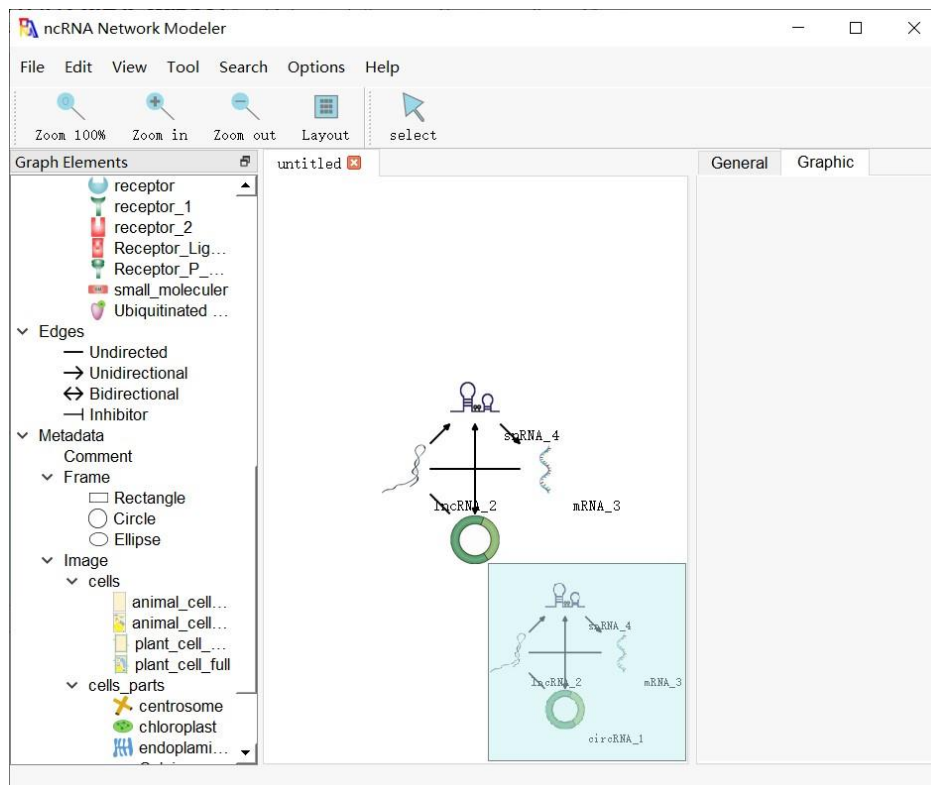 ncRNA Network Modeler
File Edit View Tool Search Options Help
Zoom 100% Zoom in Zoom out Layout select
Graph Elements
untitled
General Graphic
receptor
receptor_1
receptor_2
Receptor_Lig...
Receptor_P_...
small_moleculer
Ubiquitinated ...
Edges
Undirected
Unidirectional
Bidirectional
Inhibitor
Metadata
Comment
Frame
Rectangle
Circle
Ellipse
Image
cells
animal_cell...
animal_cell...
plant_cell_...
plant_cell_full
cells_parts
centrosome
chloroplast
endoplami...
snRNA_4
lncRNA_2
mRNA_3
snRNA_4
lncRNA_2
mRNA_3
circRNA_1